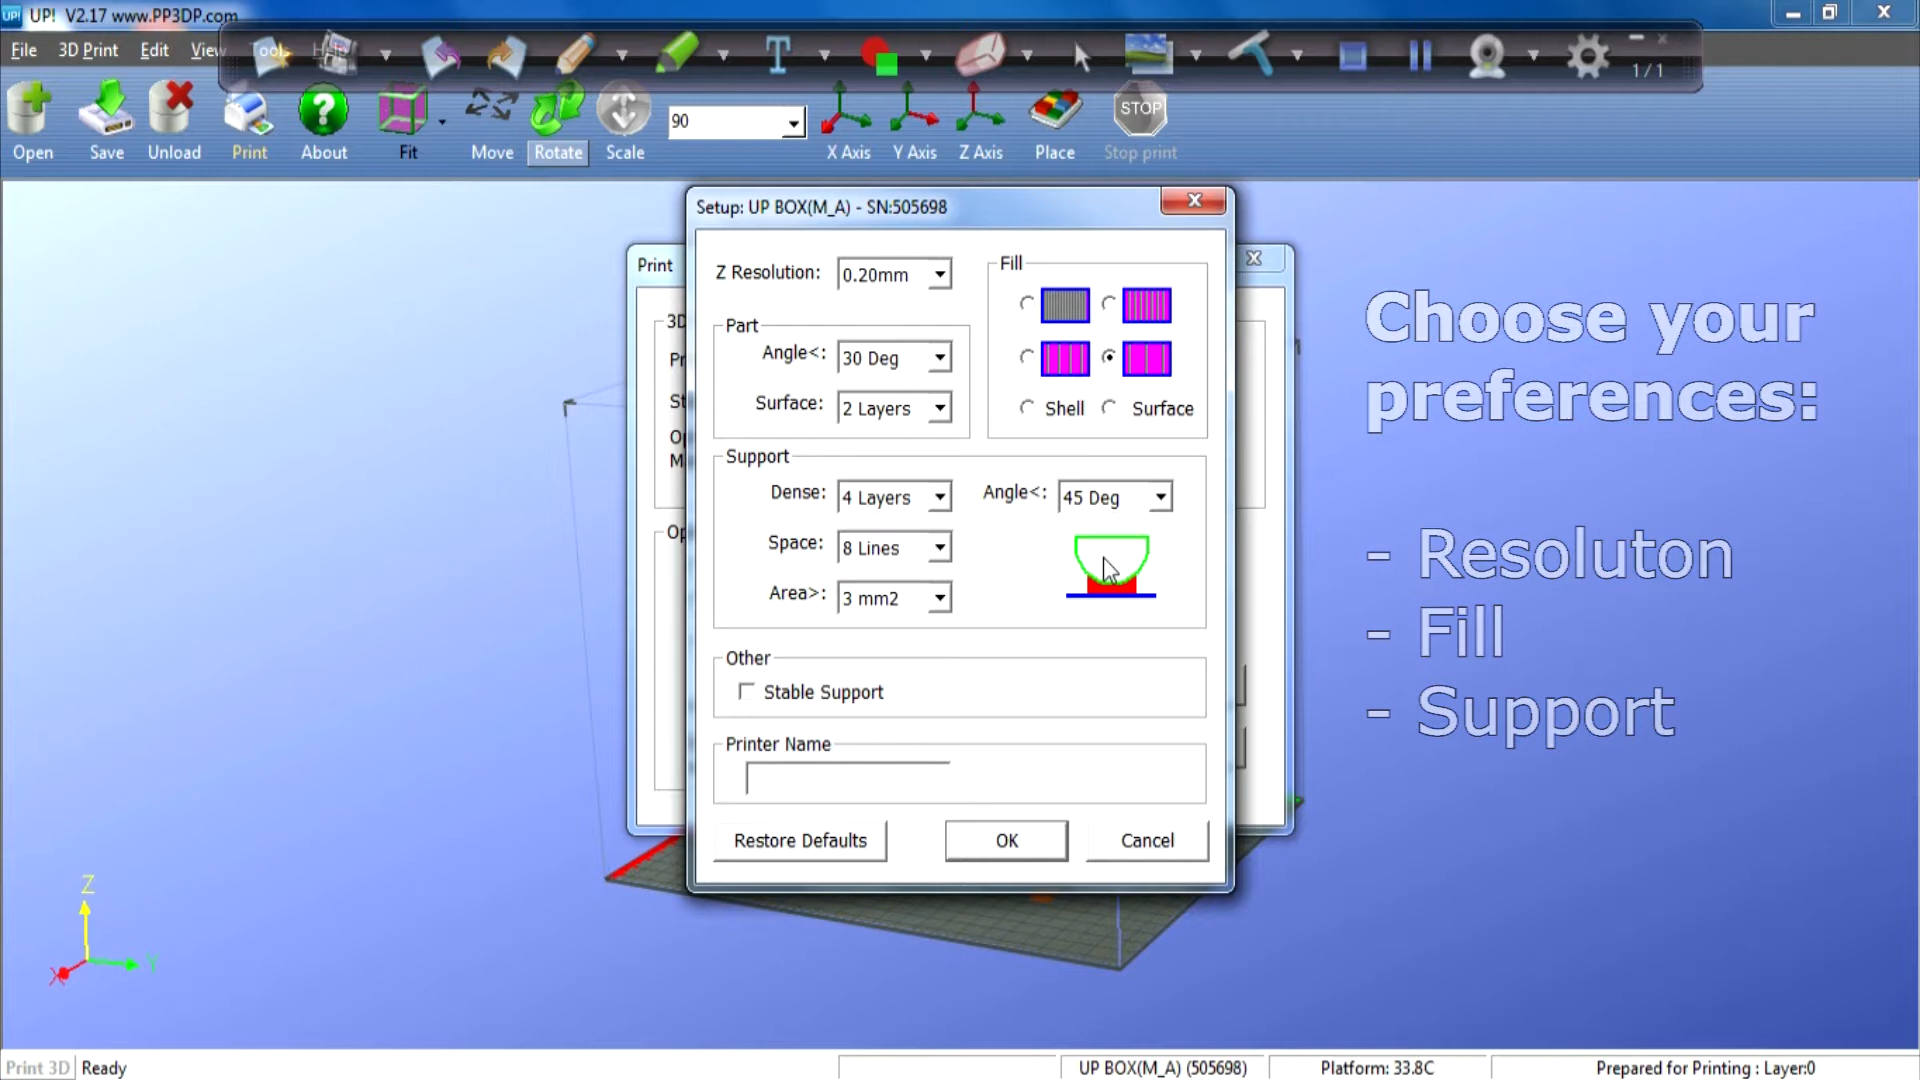 UP! V2.17 www.PP3DP.com
File 3D Print Edit View Tools Help
1 / 1
90
STOP
Open Save Unload Print About Fit Move Rotate Scale X Axis Y Axis Z Axis Place Stop print
Setup: UP BOX(M_A) - SN:505698
Print
Z Resolution: 0.20mm
Fill
Part
Angle<: 30 Deg
Surface: 2 Layers
Shell Surface
Support
Dense: 4 Layers
Angle<: 45 Deg
Space: 8 Lines
Area>: 3 mm2
Other
Stable Support
Printer Name
Restore Defaults OK Cancel
Choose your
preferences:
- Resoluton
- Fill
- Support
Z
X Y
Print 3D Ready UP BOX(M_A) (505698) Platform: 33.8C Prepared for Printing : Layer:0